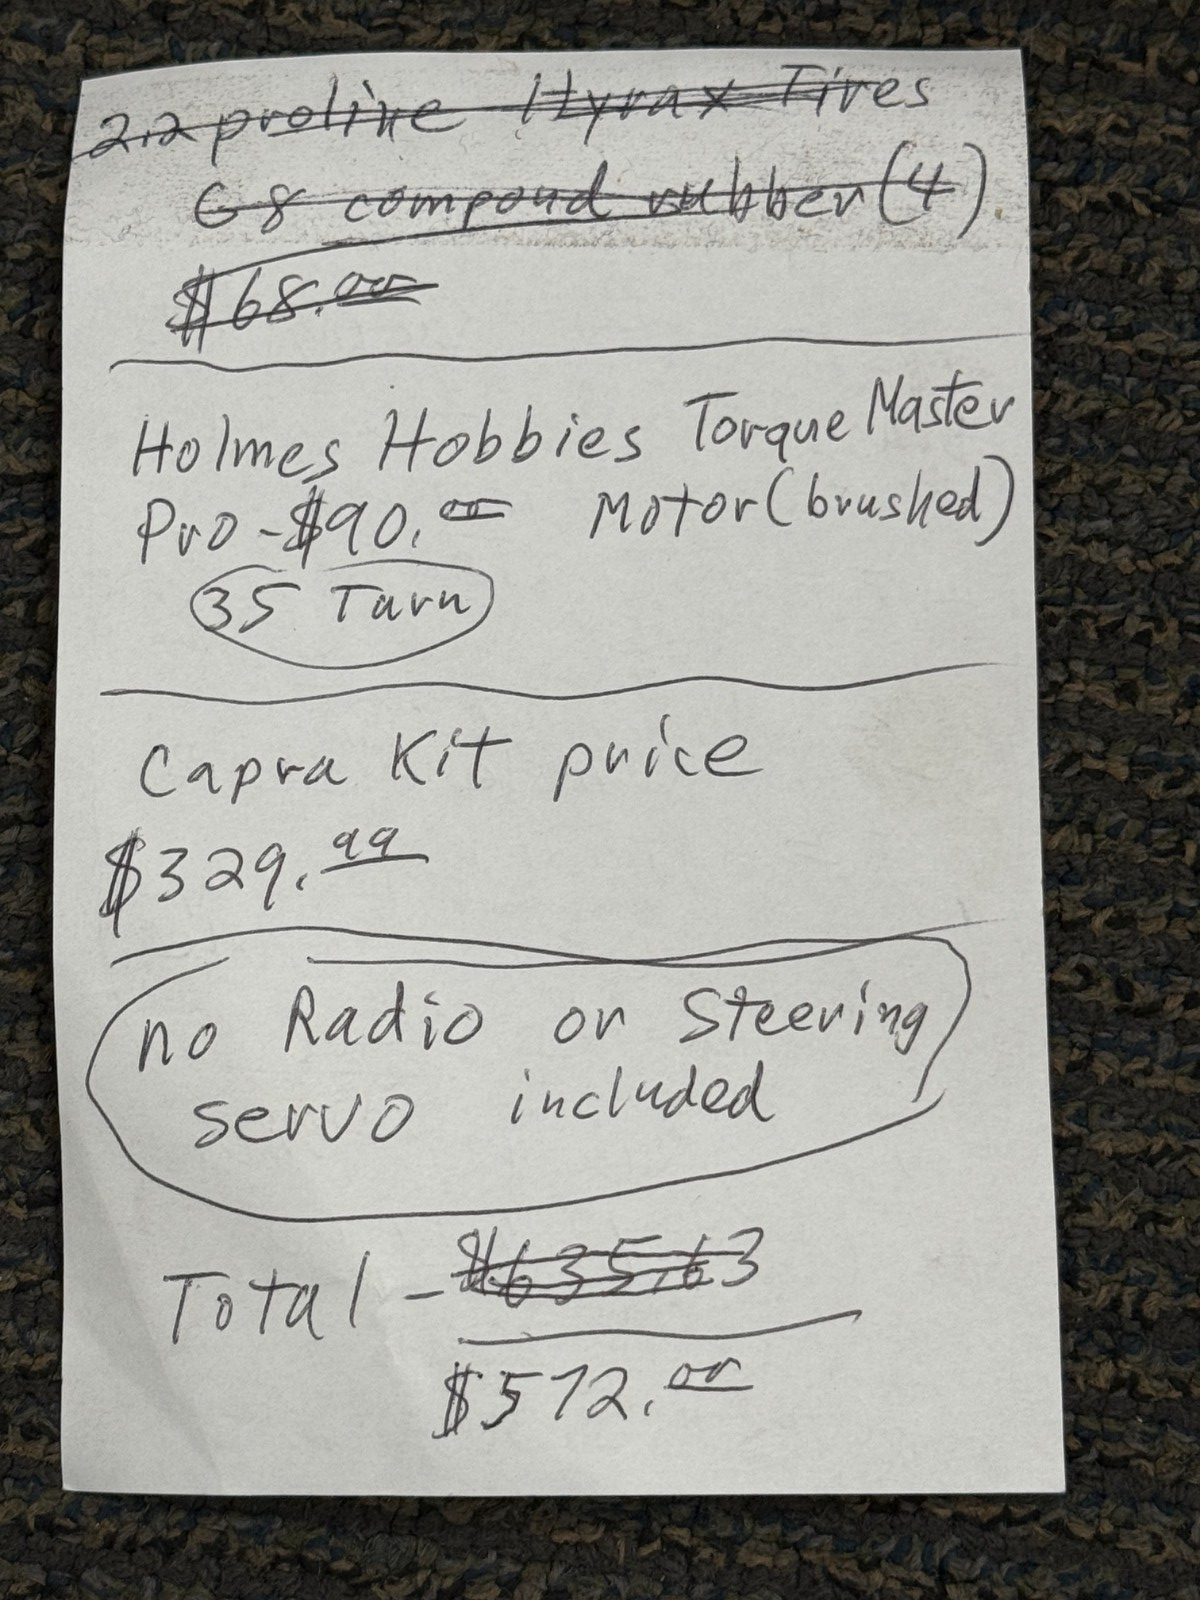 2.2 proline Hyrax Tires
G8 compound rubber (4)
$68.00
Holmes Hobbies Torque Master
Pro - $90.00 Motor (brushed)
35 Turn
Capra Kit price
$329.99
no Radio or Steering
servo included
Total - $635.63
$572.00